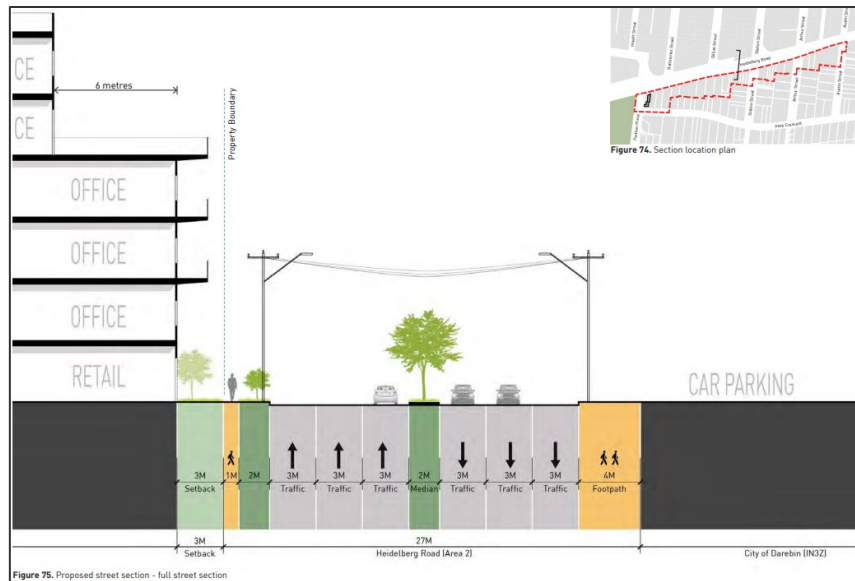 CE
6 metres
CE
OFFICE
OFFICE
OFFICE
RETAIL
Property Boundary
Heidelberg Road
Arthur Street
Figure 74. Section location plan
CAR PARKING
3M
1M
2M
3M
3M
3M
2M
3M
3M
3M
4M
Setback
Traffic
Traffic
Traffic
Median
Traffic
Traffic
Traffic
Footpath
3M
27M
Setback
Heidelberg Road (Area 2)
City of Darebin (IN3Z)
Figure 75. Proposed street section - full street section